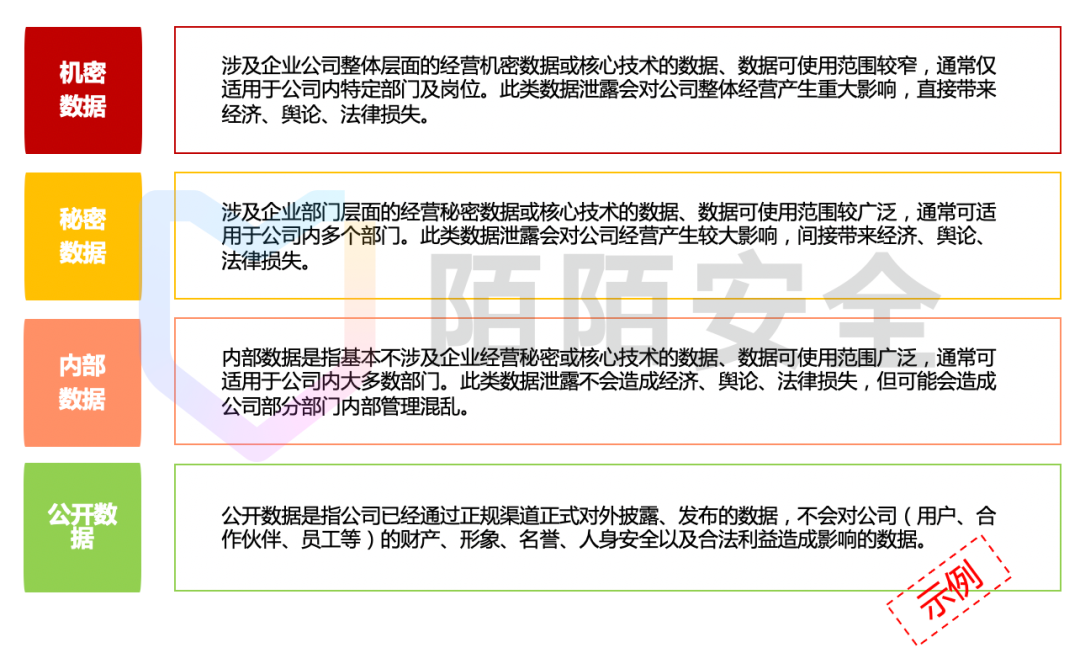 机密
数据
涉及企业公司整体层面的经营机密数据或核心技术的数据、数据可使用范围较窄，通常仅
适用于公司内特定部门及岗位。此类数据泄露会对公司整体经营产生重大影响，直接带来
经济、舆论、法律损失。
秘密
数据
涉及企业部门层面的经营秘密数据或核心技术的数据、数据可使用范围较广泛，通常可适
用于公司内多个部门。此类数据泄露会对公司经营产生较大影响，间接带来经济、舆论、
法律损失。
陌陌安全
内部
数据
内部数据是指基本不涉及企业经营秘密或核心技术的数据、数据可使用范围广泛，通常可
适用于公司内大多数部门。此类数据泄露不会造成经济、舆论、法律损失，但可能会造成
公司部分部门内部管理混乱。
公开数
据
公开数据是指公司已经通过正规渠道正式对外披露、发布的数据，不会对公司（用户、合
作伙伴、员工等）的财产、形象、名誉、人身安全以及合法利益造成影响的数据。
示例